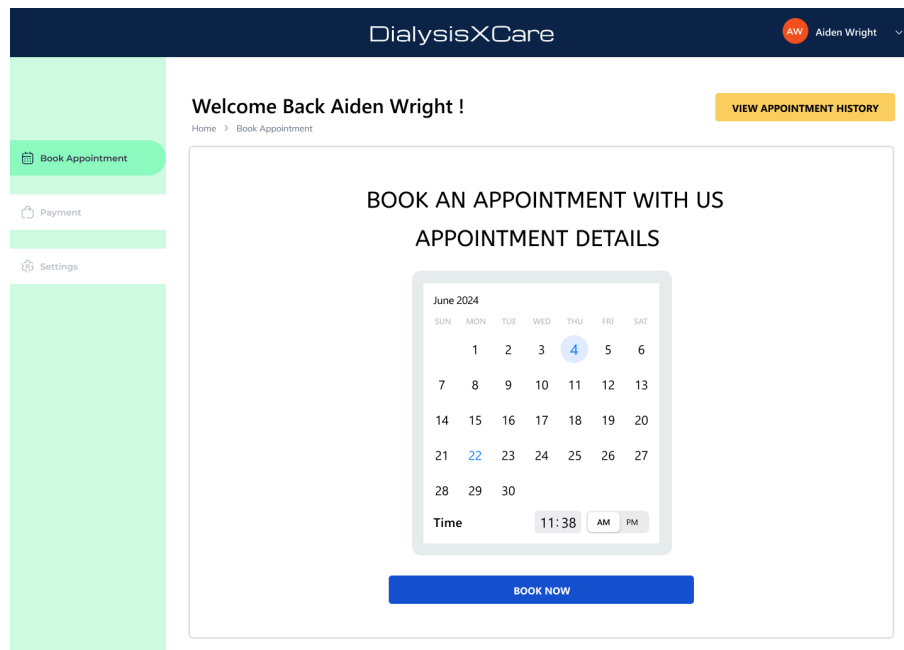 DialysisXCare
AW Aiden Wright
Welcome Back Aiden Wright !
VIEW APPOINTMENT HISTORY
Home > Book Appointment
Book Appointment
Payment
Settings
BOOK AN APPOINTMENT WITH US
APPOINTMENT DETAILS
June 2024
SUN MON TUE WED THU FRI SAT
1 2 3 4 5 6
7 8 9 10 11 12 13
14 15 16 17 18 19 20
21 22 23 24 25 26 27
28 29 30
Time 11:38 AM PM
BOOK NOW